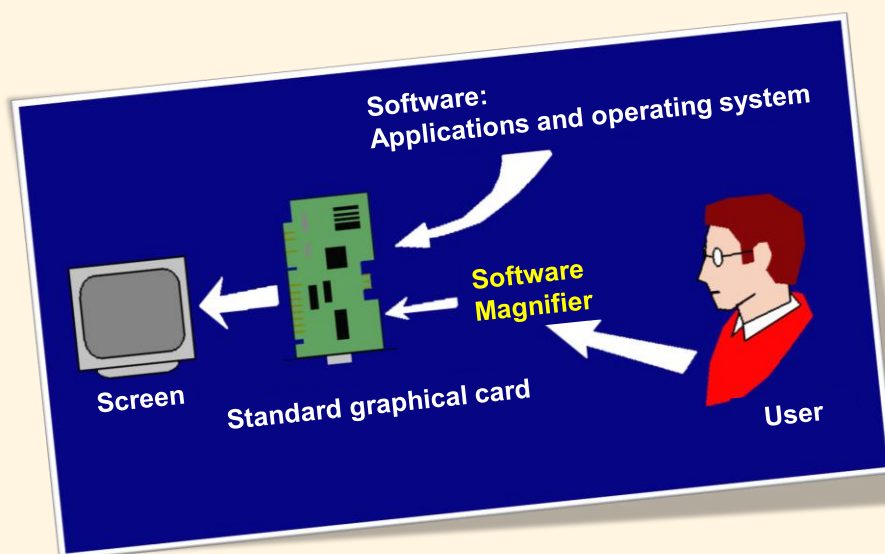 Software:
Applications and operating system
Software
Magnifier
Screen
Standard graphical card
User